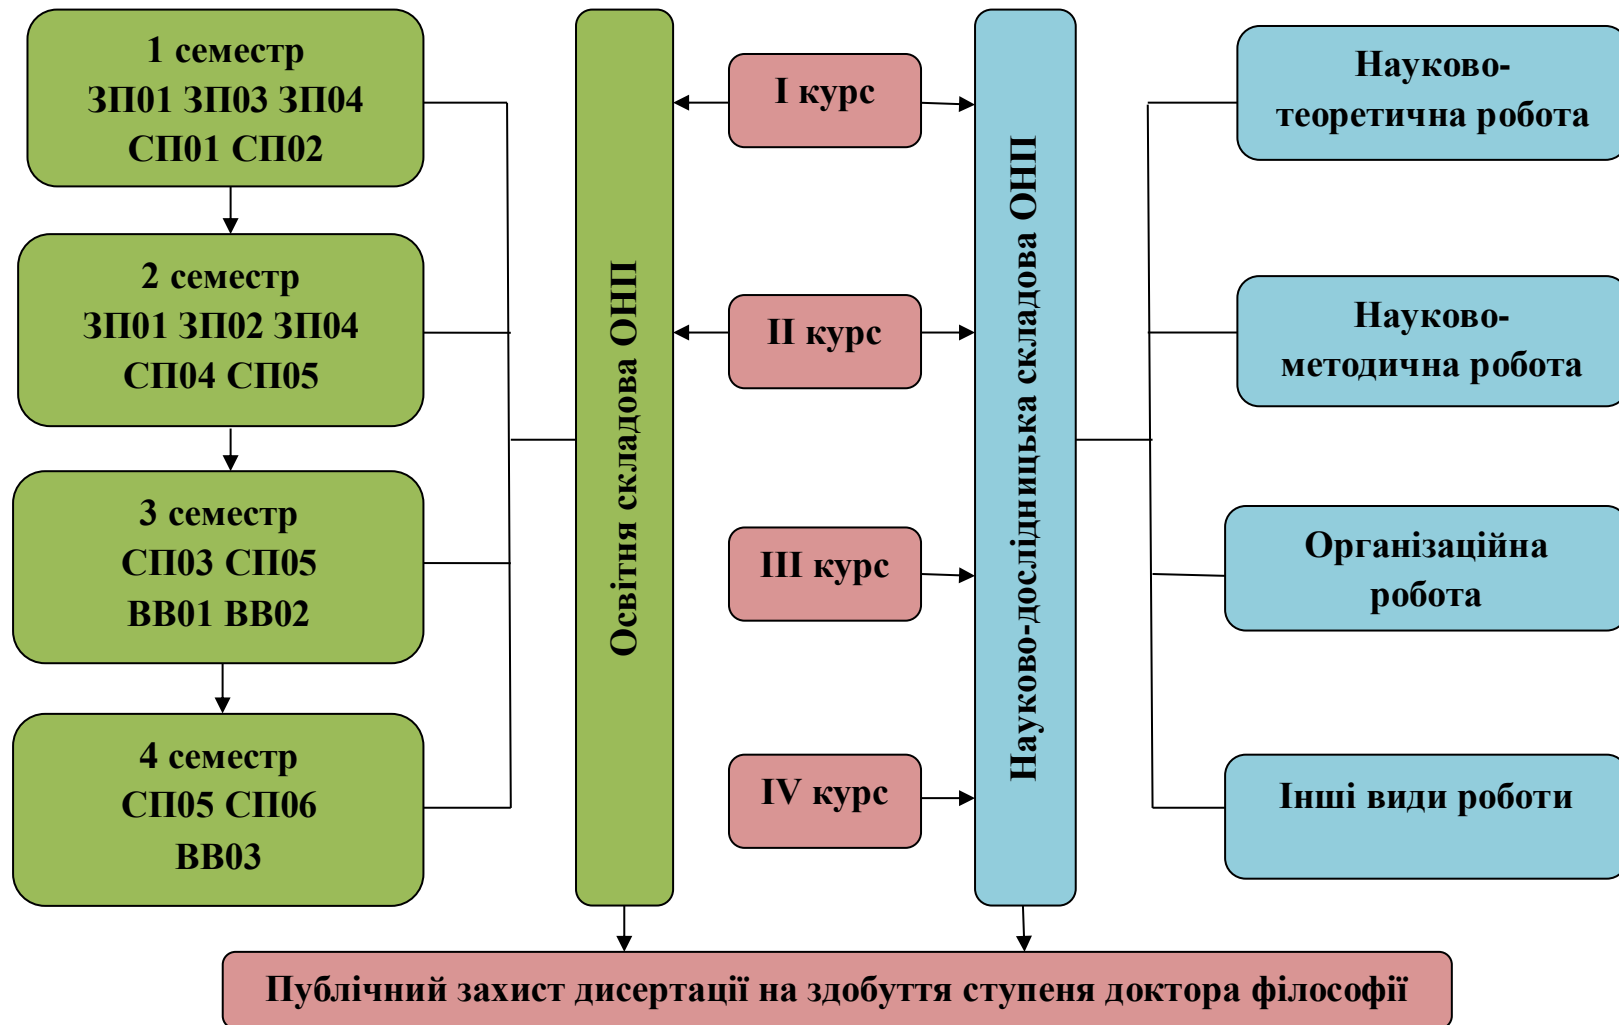 1 семестр
ЗП01 ЗП03 ЗП04
СП01 СП02
2 семестр
ЗП01 ЗП02 ЗП04
СП04 СП05
3 семестр
СП03 СП05
ВВ01 ВВ02
4 семестр
СП05 СП06
ВВ03
Освітня складова ОНП
І курс
ІІ курс
ІІІ курс
IV курс
Науково-дослідницька складова ОНП
Науково-
теоретична робота
Науково-
методична робота
Організаційна
робота
Інші види роботи
Публічний захист дисертації на здобуття ступеня доктора філософії